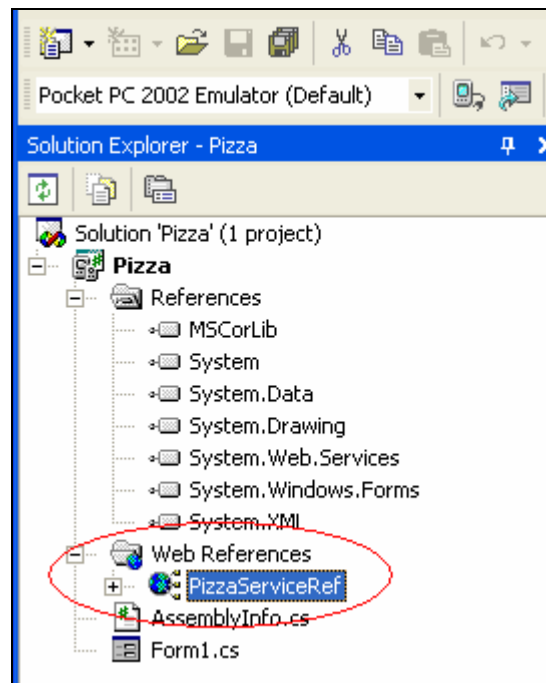 Pocket PC 2002 Emulator (Default)
Solution Explorer - Pizza
Solution 'Pizza' (1 project)
Pizza
References
MSCorLib
System
System.Data
System.Drawing
System.Web.Services
System.Windows.Forms
System.XML
Web References
PizzaServiceRef
AssemblyInfo.cs
Form1.cs